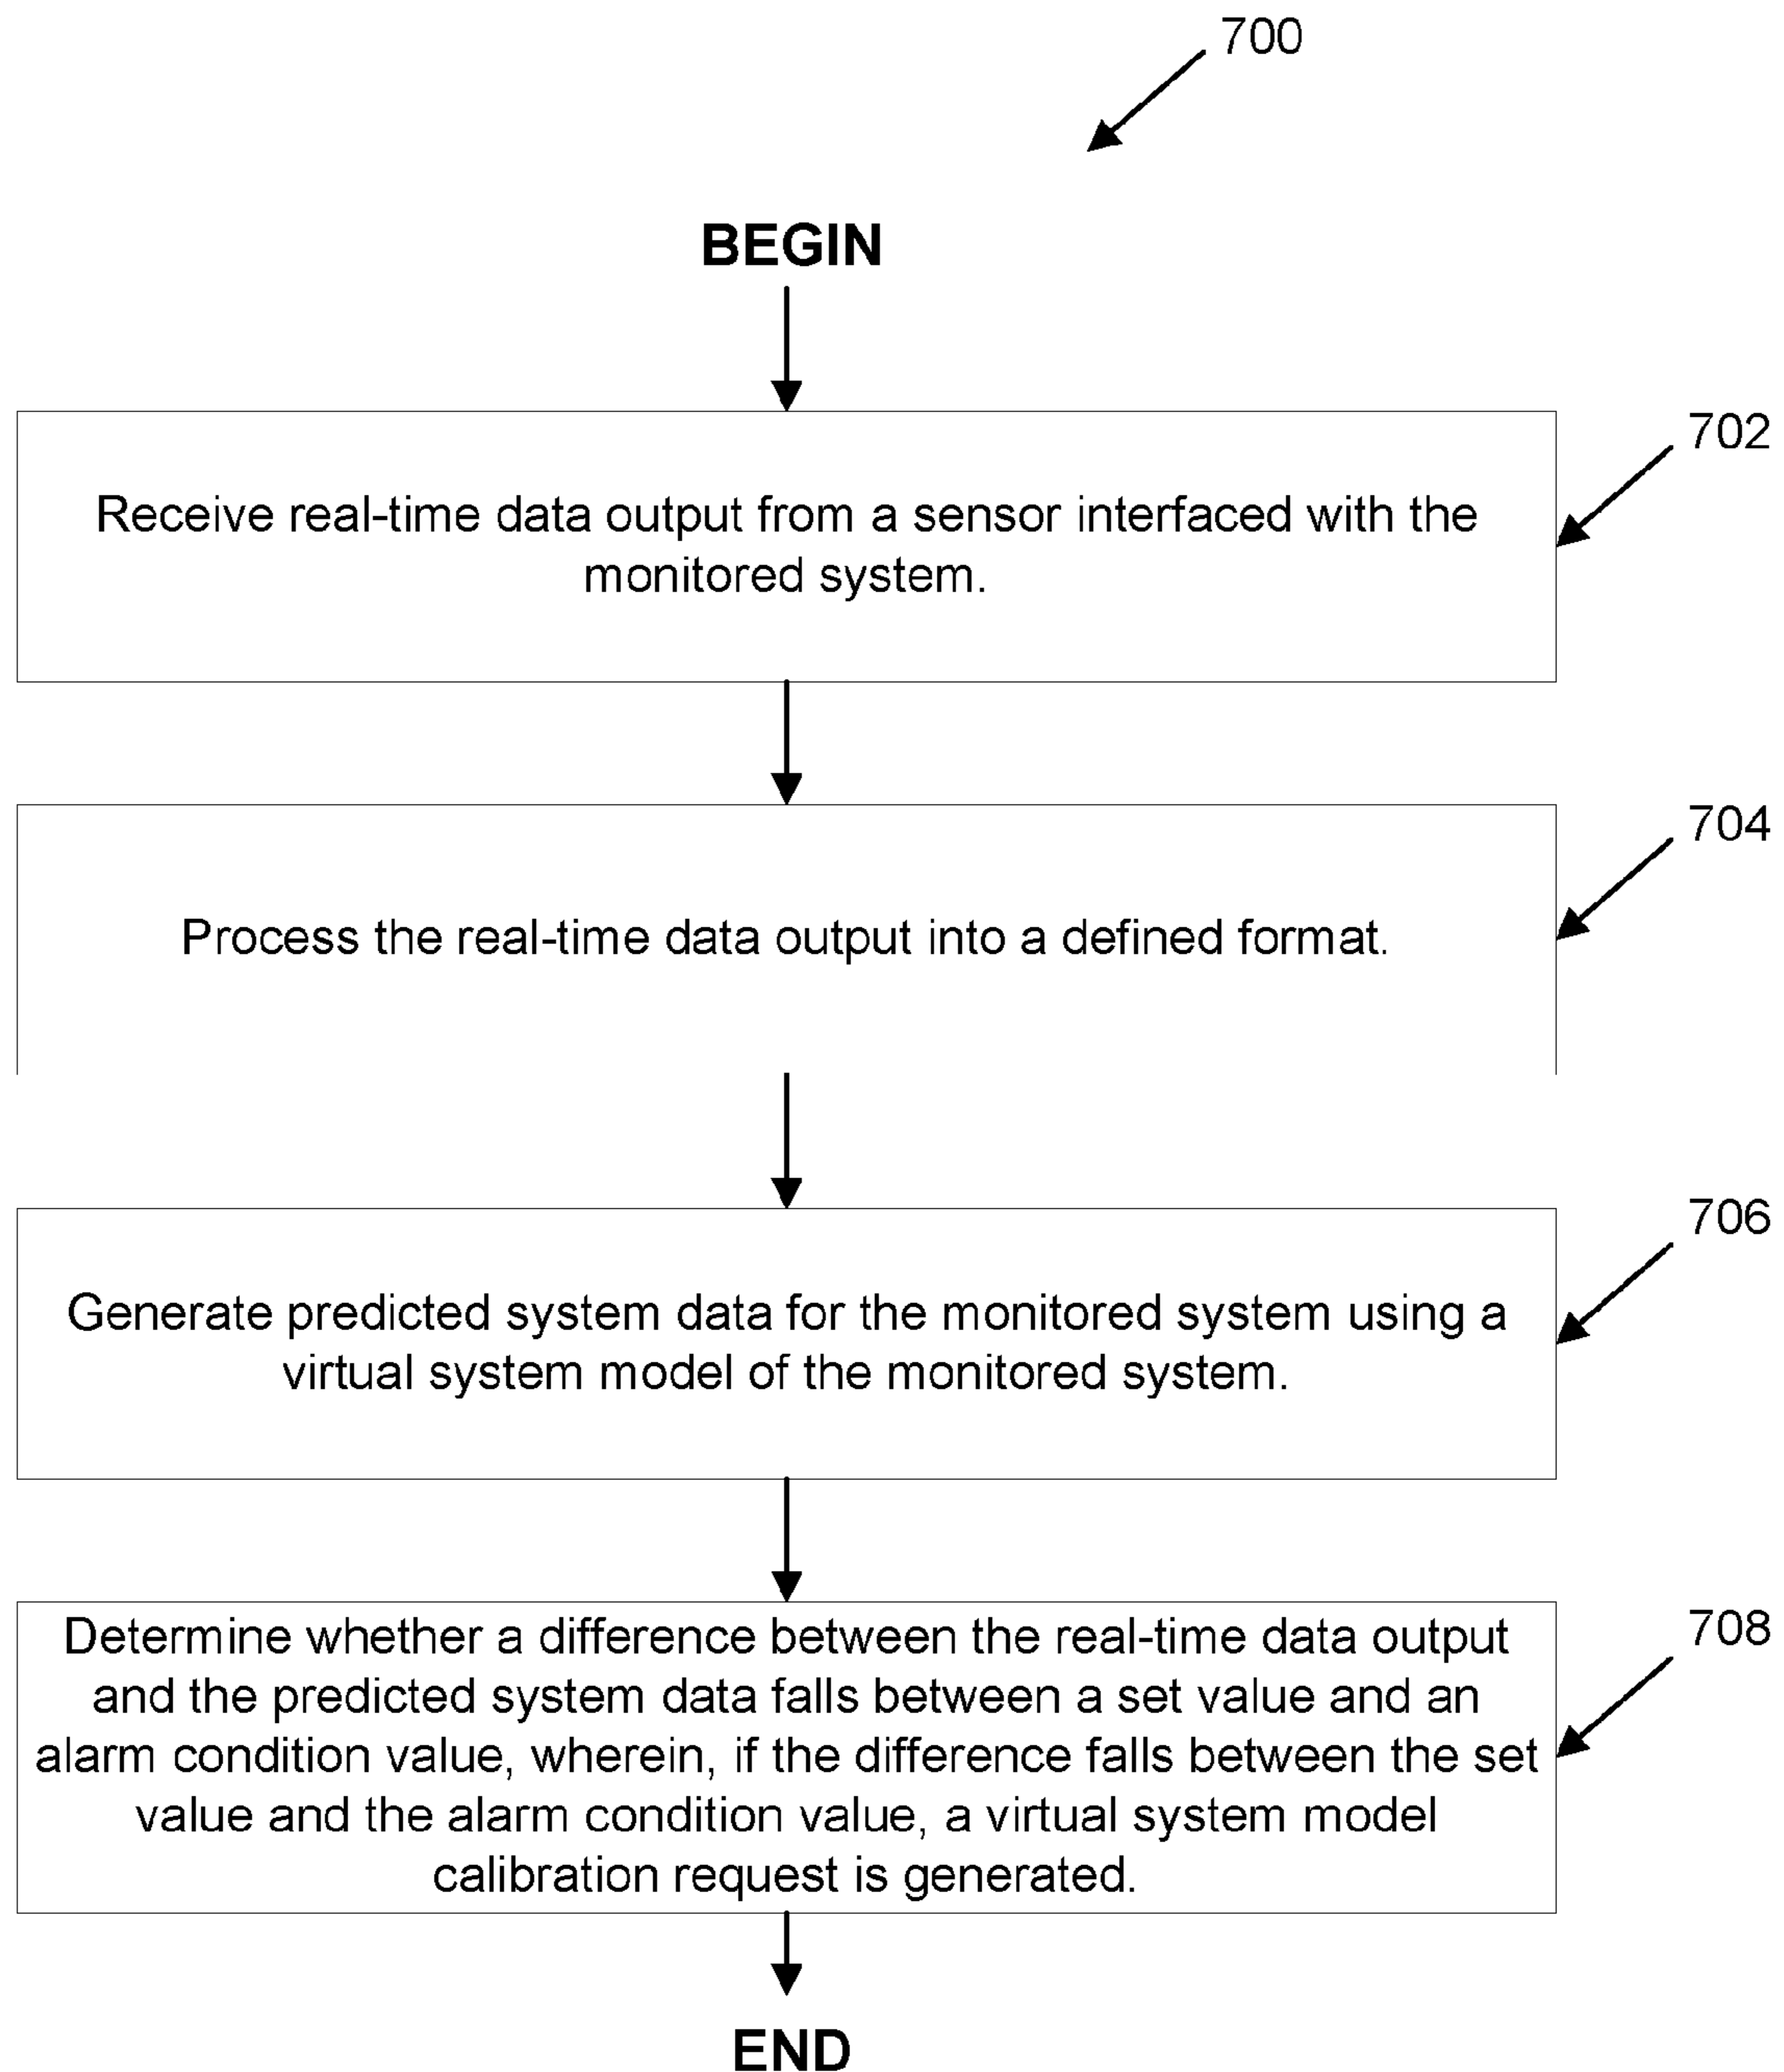 700
BEGIN
702
Receive real-time data output from a sensor interfaced with the
monitored system.
704
Process the real-time data output into a defined format.
706
Generate predicted system data for the monitored system using a
virtual system model of the monitored system.
708
Determine whether a difference between the real-time data output
and the predicted system data falls between a set value and an
alarm condition value, wherein, if the difference falls between the set
value and the alarm condition value, a virtual system model
calibration request is generated.
END